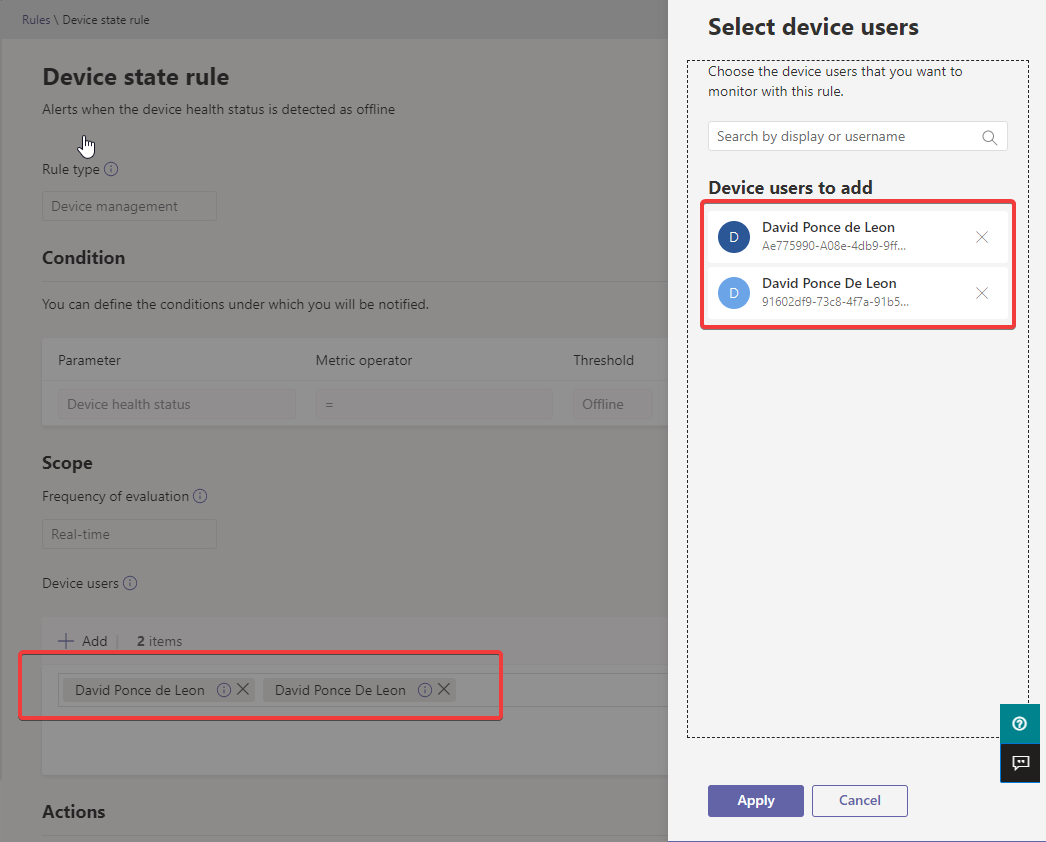 Rules \ Device state rule
Device state rule
Alerts when the device health status is detected as offline
Rule type
Device management
Condition
You can define the conditions under which you will be notified.
Parameter Metric operator Threshold
Device health status = Offline
Scope
Frequency of evaluation
Real-time
Device users
Add 2 items
David Ponce de Leon David Ponce De Leon
Actions
Select device users
Choose the device users that you want to
monitor with this rule.
Search by display or username
Device users to add
D David Ponce de Leon
Ae775990-A08e-4db9-9ff...
D David Ponce De Leon
91602df9-73c8-4f7a-91b5...
Apply Cancel